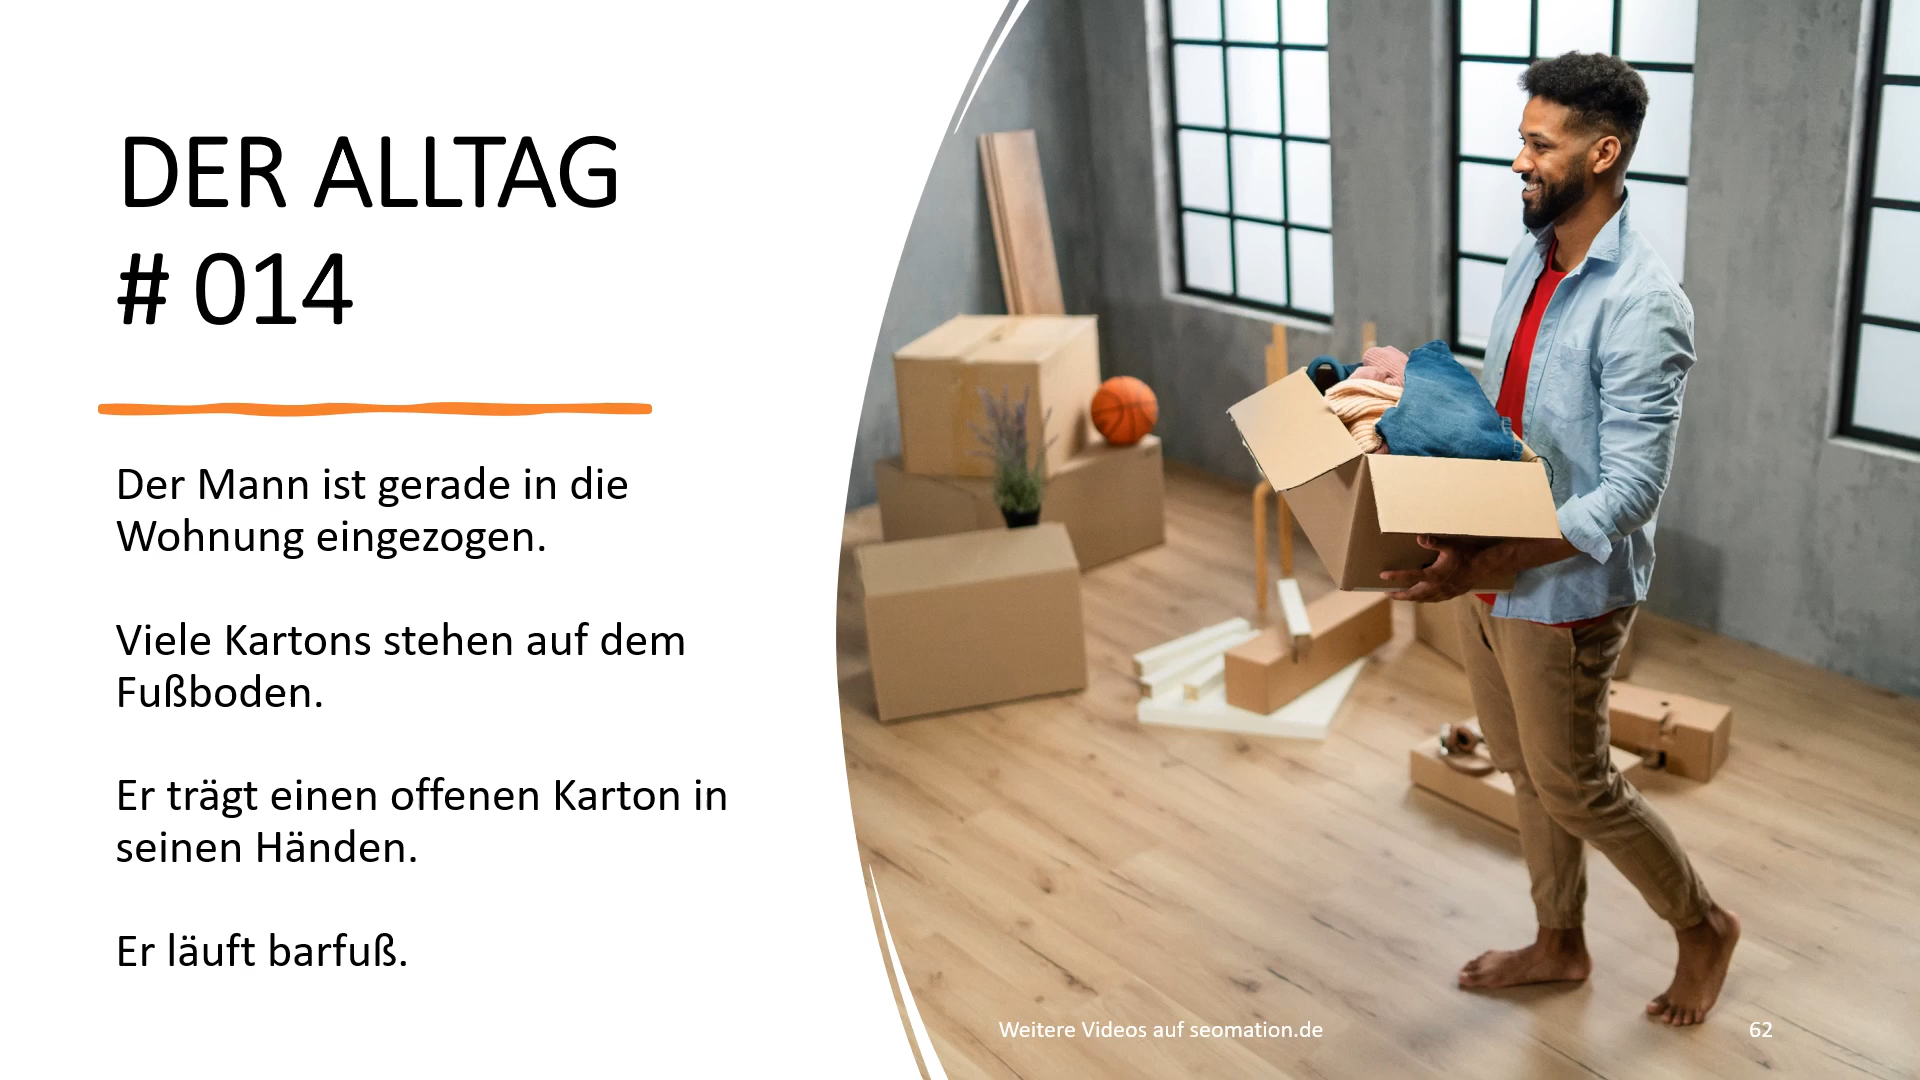 DER ALLTAG
# 014
Der Mann ist gerade in die
Wohnung eingezogen.
Viele Kartons stehen auf dem
Fußboden.
Er trägt einen offenen Karton in
seinen Händen.
Er läuft barfuß.
Weitere Videos auf seomation.de
62